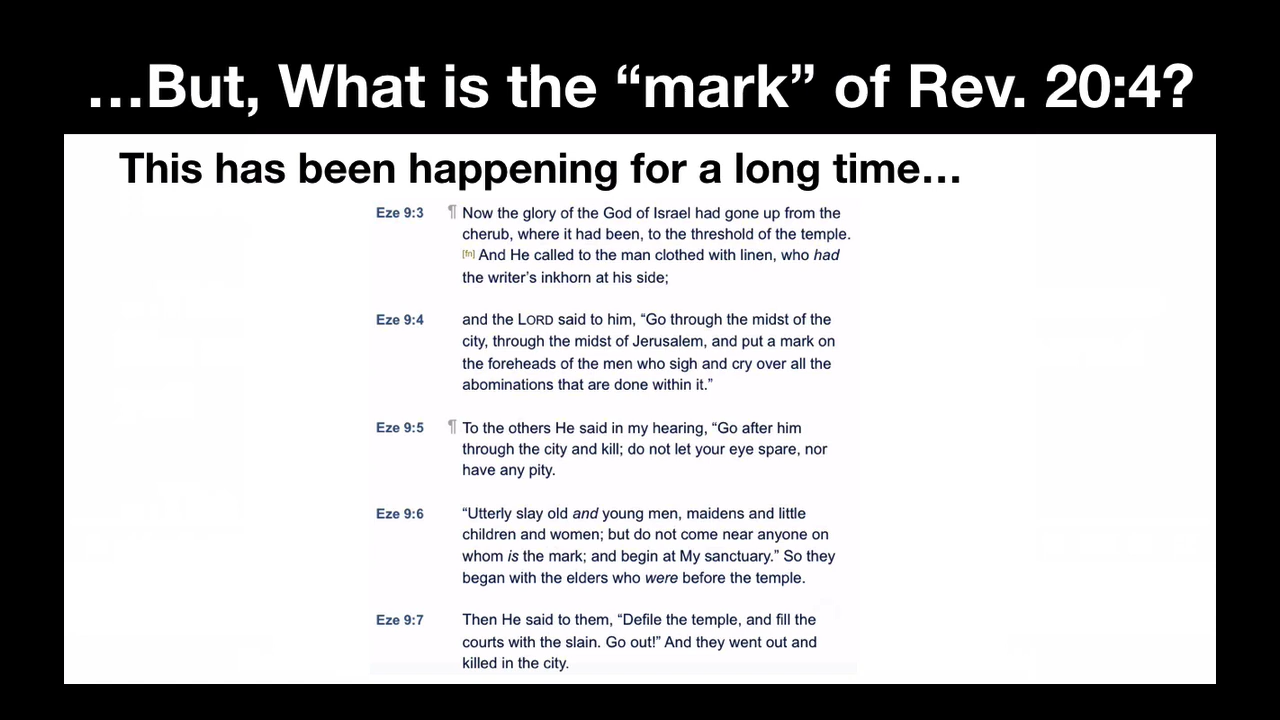 …But, What is the “mark” of Rev. 20:4?
This has been happening for a long time…
Eze 9:3 ¶ Now the glory of the God of Israel had gone up from the
cherub, where it had been, to the threshold of the temple.
[fn] And He called to the man clothed with linen, who had
the writer’s inkhorn at his side;
Eze 9:4 and the LORD said to him, “Go through the midst of the
city, through the midst of Jerusalem, and put a mark on
the foreheads of the men who sigh and cry over all the
abominations that are done within it.”
Eze 9:5 ¶ To the others He said in my hearing, “Go after him
through the city and kill; do not let your eye spare, nor
have any pity.
Eze 9:6 “Utterly slay old and young men, maidens and little
children and women; but do not come near anyone on
whom is the mark; and begin at My sanctuary.” So they
began with the elders who were before the temple.
Eze 9:7 Then He said to them, “Defile the temple, and fill the
courts with the slain. Go out!” And they went out and
killed in the city.